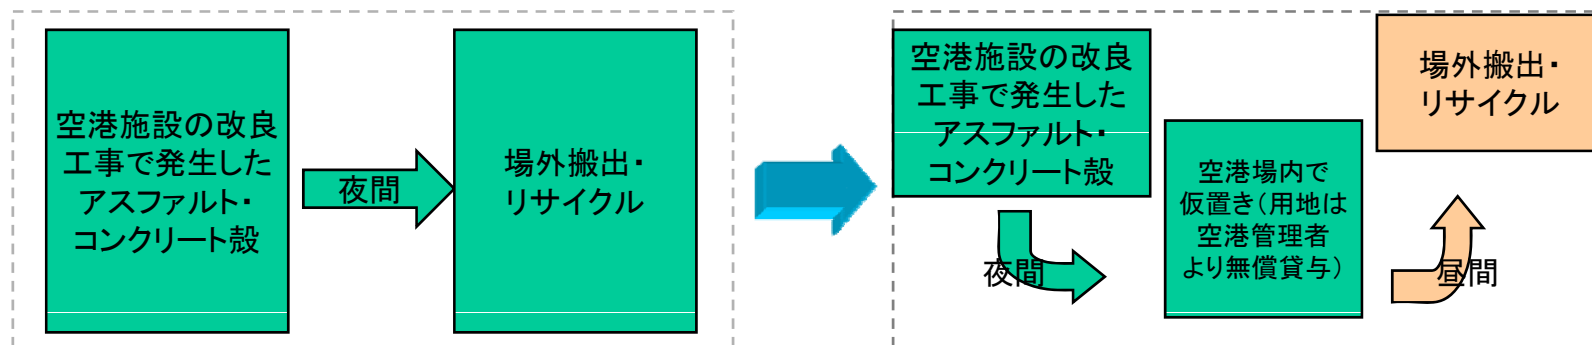 空港施設の改良
工事で発生した
アスファルト・
コンクリート殻
夜間
場外搬出・
リサイクル
空港施設の改良
工事で発生した
アスファルト・
コンクリート殻
夜間
空港場内で
仮置き(用地は
空港管理者
より無償貸与)
昼間
場外搬出・
リサイクル